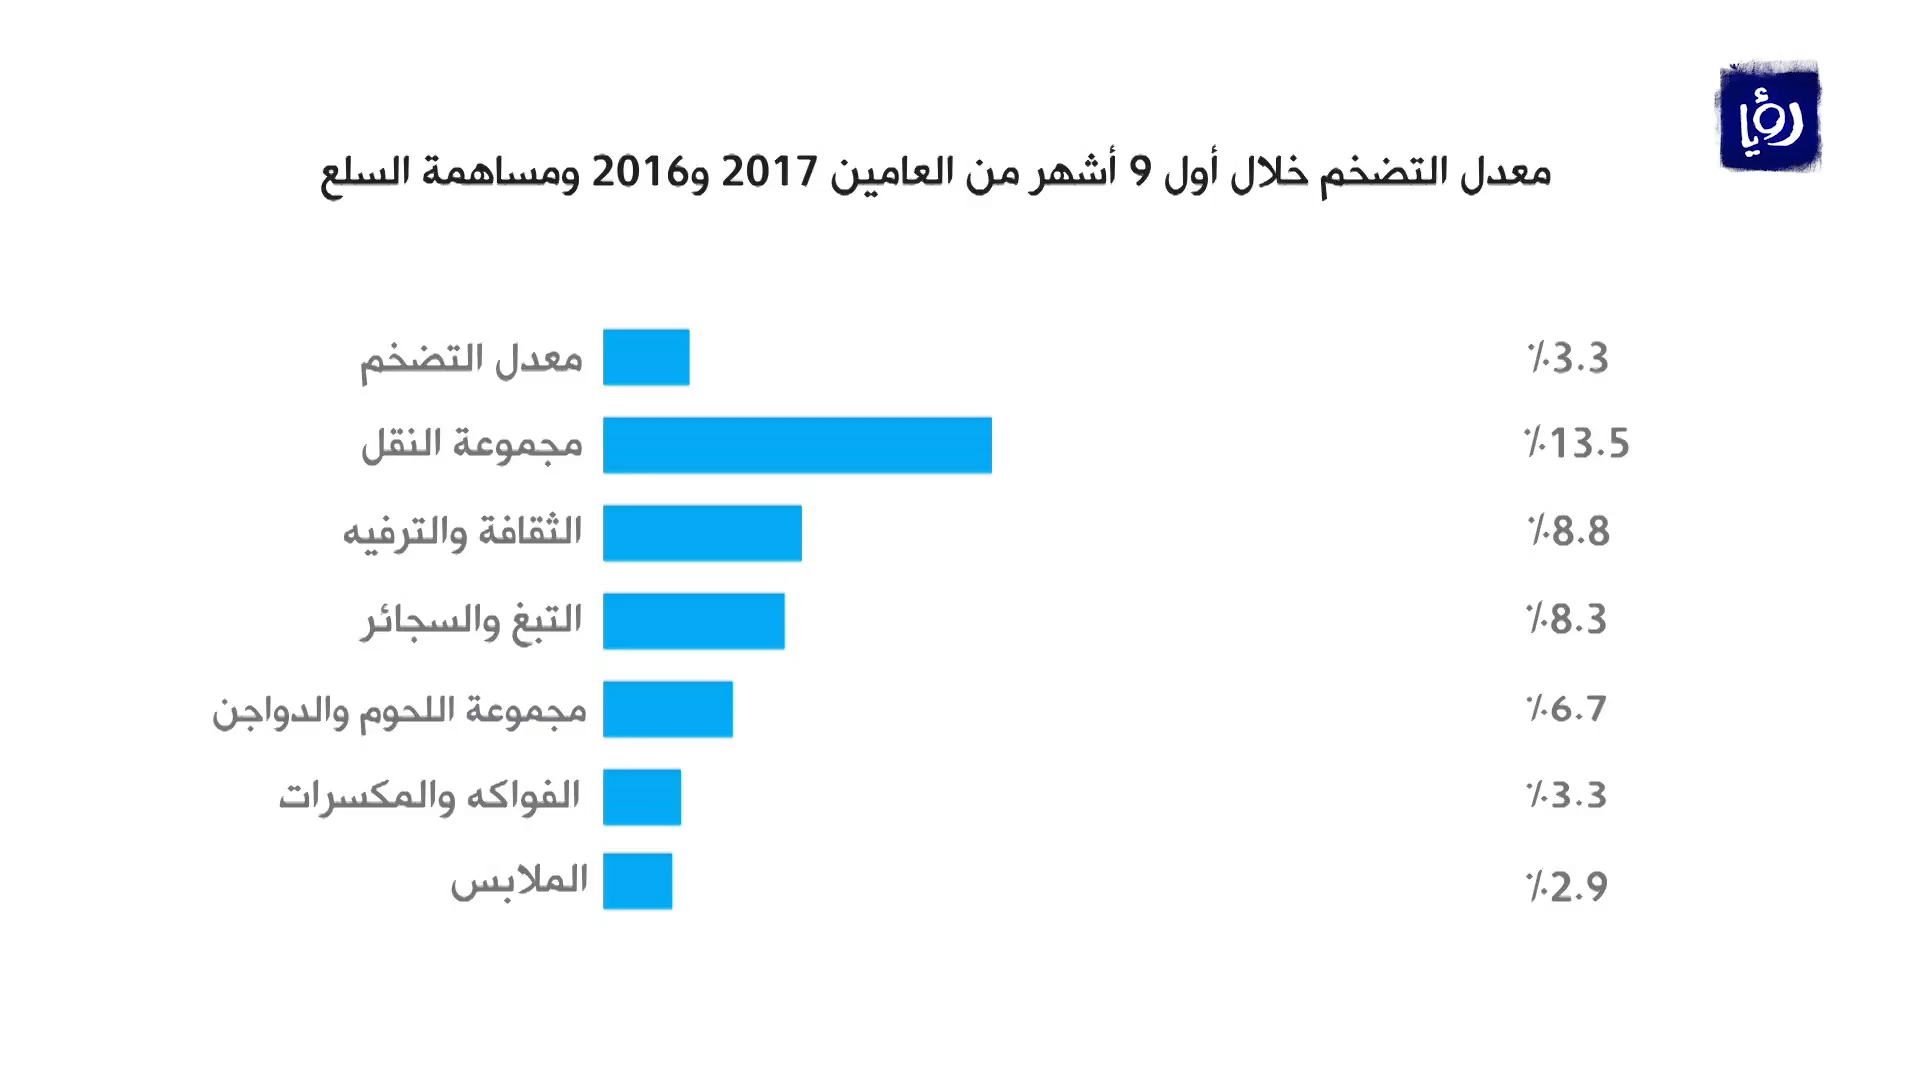 رؤيا
معدل التضخم خلال أول 9 أشهر من العامين 2017 و2016 ومساهمة السلع
معدل التضخم ٪3.3
مجموعة النقل ٪13.5
الثقافة والترفيه ٪8.8
التبغ والسجائر ٪8.3
مجموعة اللحوم والدواجن ٪6.7
الفواكه والمكسرات ٪3.3
الملابس ٪2.9